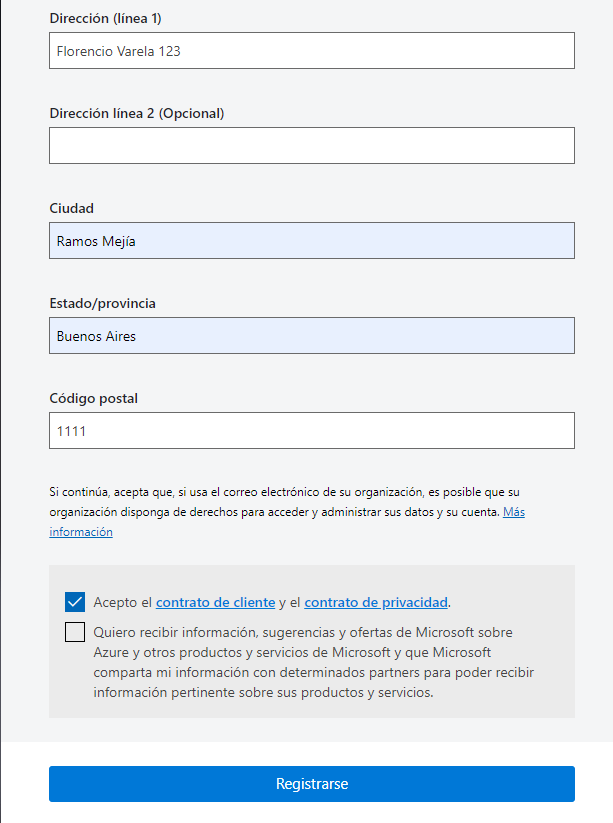 Dirección (línea 1)
Florencio Varela 123
Dirección línea 2 (Opcional)
Ciudad
Ramos Mejía
Estado/provincia
Buenos Aires
Código postal
1111
Si continúa, acepta que, si usa el correo electrónico de su organización, es posible que su
organización disponga de derechos para acceder y administrar sus datos y su cuenta. Más
información
Acepto el contrato de cliente y el contrato de privacidad.
Quiero recibir información, sugerencias y ofertas de Microsoft sobre
Azure y otros productos y servicios de Microsoft y que Microsoft
comparta mi información con determinados partners para poder recibir
información pertinente sobre sus productos y servicios.
Registrarse